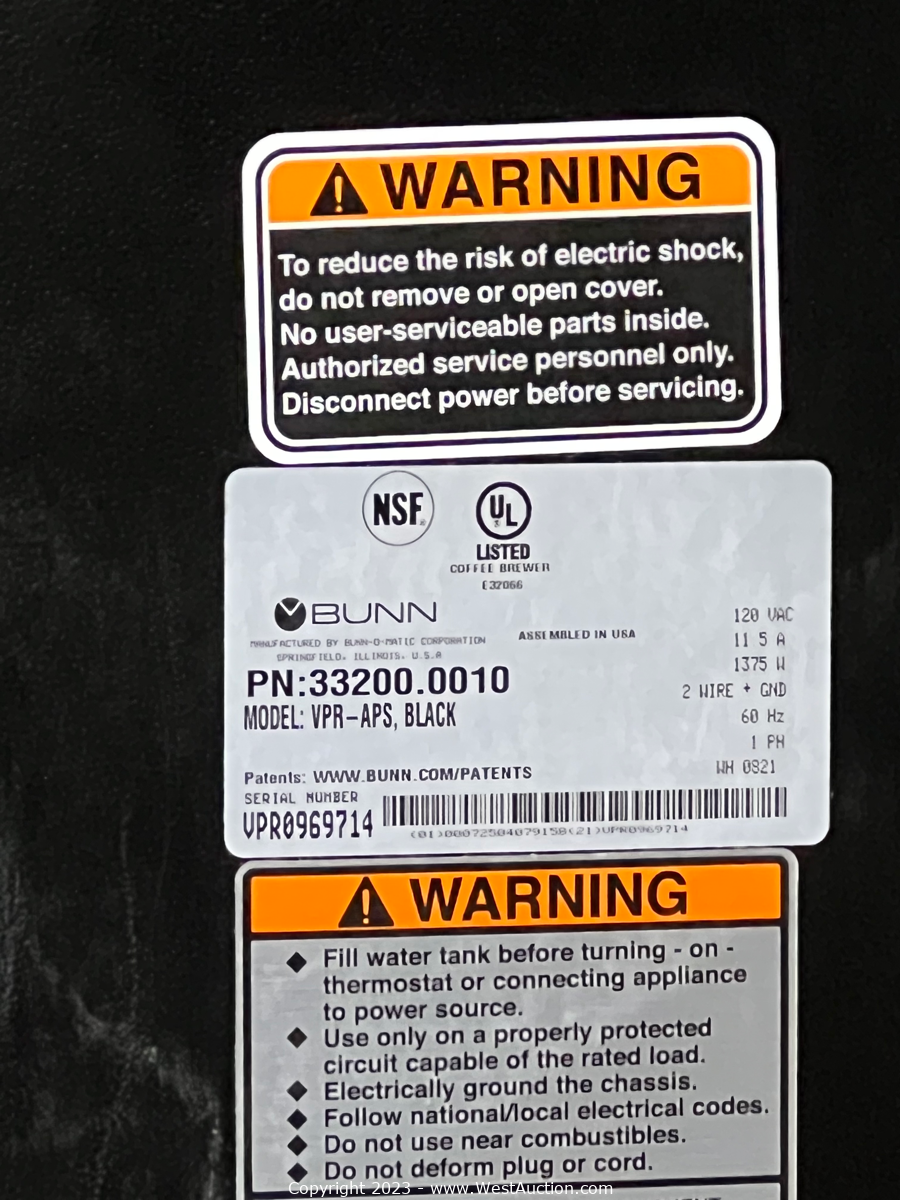 WARNING
To reduce the risk of electric shock,
do not remove or open cover.
No user-serviceable parts inside.
Authorized service personnel only.
Disconnect power before servicing.
NSF
UL
LISTED
COFFEE BREWER
E37066
BUNN
MANUFACTURED BY BUNN-O-MATIC CORPORATION
SPRINGFIELD, ILLINOIS, U.S.A
ASSEMBLED IN USA
120 VAC
11 5 A
1375 W
PN:33200.0010
2 WIRE + GND
MODEL: VPR-APS, BLACK
60 Hz
1 PH
WH 0821
Patents: WWW.BUNN.COM/PATENTS
SERIAL NUMBER
VPR0969714
(01)00072504079158(21)VPR0969714
WARNING
◆ Fill water tank before turning - on -
thermostat or connecting appliance
to power source.
◆ Use only on a properly protected
circuit capable of the rated load.
◆ Electrically ground the chassis.
◆ Follow national/local electrical codes.
◆ Do not use near combustibles.
◆ Do not deform plug or cord.
Copyright 2023 - www.WestAuction.com